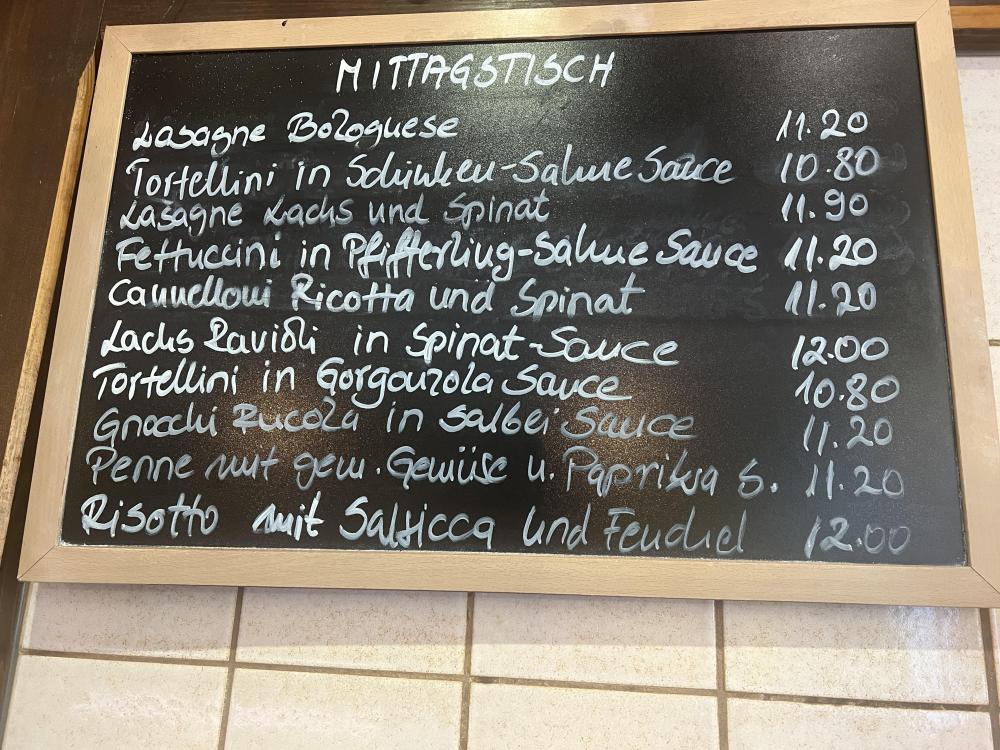 MITTAGSTISCH
Lasagne Bolognese 11.20
Tortellini in Schinken-Sahne Sauce 10.80
Lasagne Lachs und Spinat 11.90
Fettuccini in Pfifferling-Sahne Sauce 11.20
Cannelloni Ricotta und Spinat 11.20
Lachs Ravioli in Spinat-Sauce 12.00
Tortellini in Gorgonzola Sauce 10.80
Gnocchi Rucola in Salbei Sauce 11.20
Penne mit gem. Gemüse u. Paprika S. 11.20
Risotto mit Salsicca und Fenchel 12.00